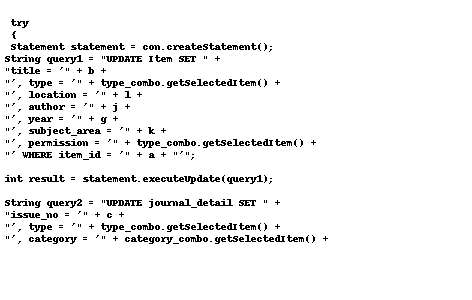 try
{
Statement statement = con.createStatement();
String query1 = "UPDATE Item SET " +
"title = '" + b +
"', type = '" + type_combo.getSelectedItem() +
"', location = '" + l +
"', author = '" + j +
"', year = '" + g +
"', subject_area = '" + k +
"', permission = '" + type_combo.getSelectedItem() +
"' WHERE item_id = '" + a + "'";
int result = statement.executeUpdate(query1);
String query2 = "UPDATE journal_detail SET " +
"issue_no = '" + c +
"', type = '" + type_combo.getSelectedItem() +
"', category = '" + category_combo.getSelectedItem() +